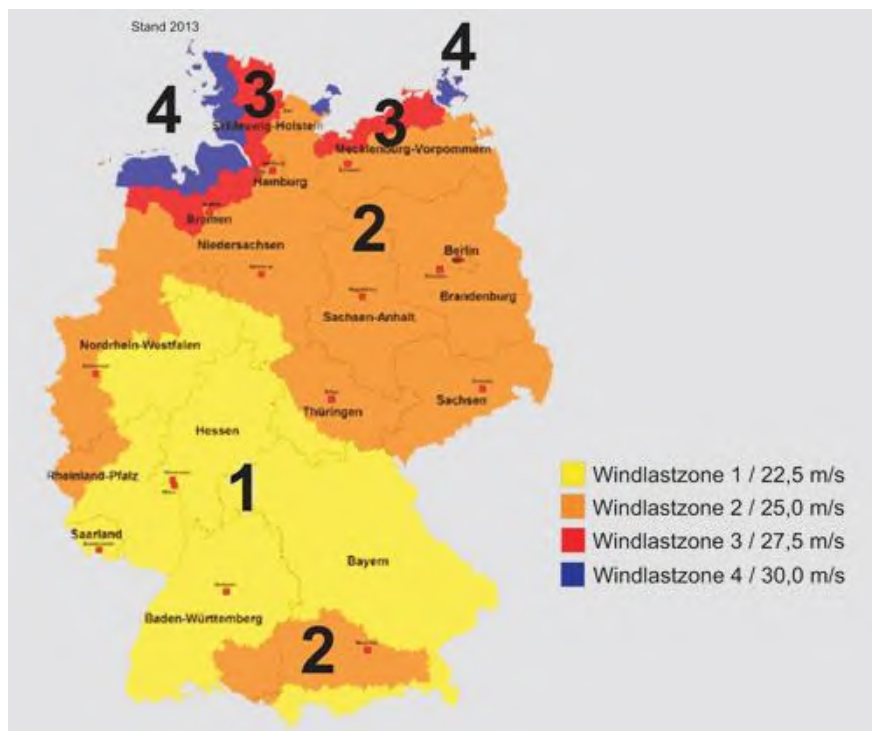 Stand 2013
4
4
3
3
Schleswig-Holstein
Mecklenburg-Vorpommern
Hamburg
Bremen
2
Niedersachsen
Berlin
Brandenburg
Sachsen-Anhalt
Nordrhein-Westfalen
Sachsen
Thüringen
Hessen
Rheinland-Pfalz
1
Saarland
Bayern
Baden-Württemberg
2
Windlastzone 1 / 22,5 m/s
Windlastzone 2 / 25,0 m/s
Windlastzone 3 / 27,5 m/s
Windlastzone 4 / 30,0 m/s